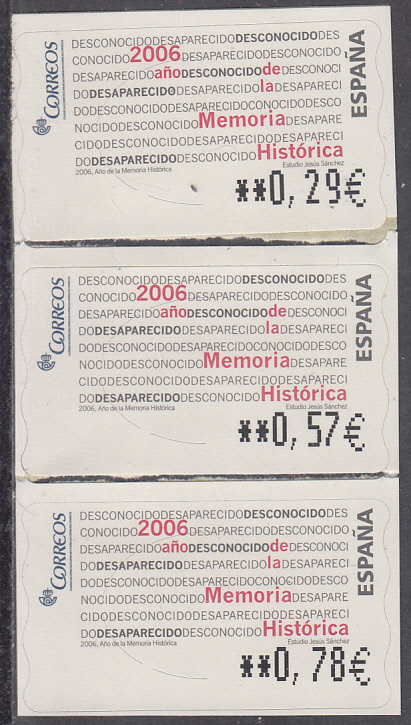 CORREOS
DESCONOCIDODESAPARECIDODESCONOCIDODES
CONOCIDO2006DESAPARECIDODESCONOCIDO
DESAPARECIDOañoDESCONOCIDOdeDESCONOCI
DODESAPARECIDODESAPARECIDOlaDESAPARECI
CIDODESCONOCIDODESAPARECIDOCONOCIDODESCO
NOCIDODESCONOCIDOMemoriaDESAPARE
CIDODESCONOCIDODESAPARECIDODESAPARECI
DODESAPARECIDODESCONOCIDOHistórica
2006, Año de la Memoria Histórica
Estudio Jesús Sánchez
ESPAÑA
**0,29€
CORREOS
DESCONOCIDODESAPARECIDODESCONOCIDODES
CONOCIDO2006DESAPARECIDODESCONOCIDO
DESAPARECIDOañoDESCONOCIDOdeDESCONOCI
DODESAPARECIDODESAPARECIDOlaDESAPARECI
CIDODESCONOCIDODESAPARECIDOCONOCIDODESCO
NOCIDODESCONOCIDOMemoriaDESAPARE
CIDODESCONOCIDODESAPARECIDODESAPARECI
DODESAPARECIDODESCONOCIDOHistórica
2006, Año de la Memoria Histórica
Estudio Jesús Sánchez
ESPAÑA
**0,57€
CORREOS
DESCONOCIDODESAPARECIDODESCONOCIDODES
CONOCIDO2006DESAPARECIDODESCONOCIDO
DESAPARECIDOañoDESCONOCIDOdeDESCONOCI
DODESAPARECIDODESAPARECIDOlaDESAPARECI
DODESCONOCIDODESAPARECIDOCONOCIDODESCO
NOCIDODESCONOCIDOMemoriaDESAPARE
CIDODESCONOCIDODESAPARECIDODESAPARECI
DODESAPARECIDODESCONOCIDOHistórica
2006, Año de la Memoria Histórica
Estudio Jesús Sánchez
ESPAÑA
**0,78€